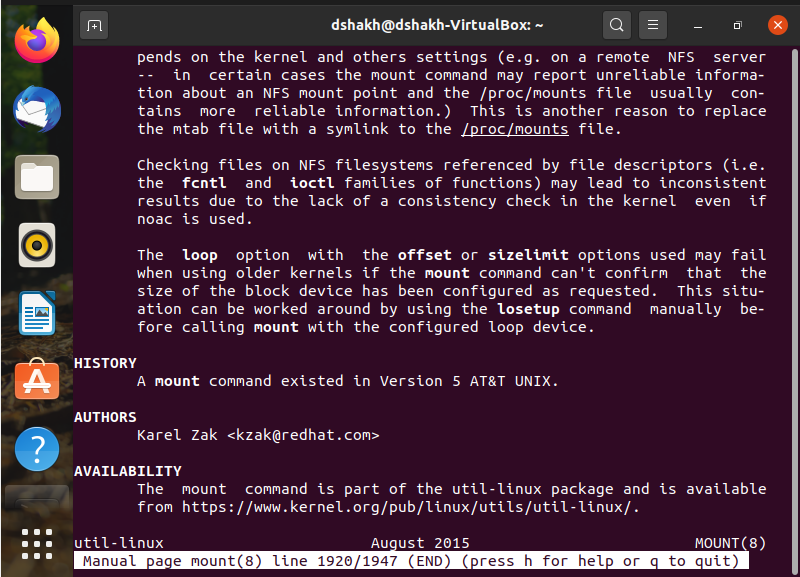 dshakh@dshakh-VirtualBox: ~
pends on the kernel and others settings (e.g. on a remote  NFS  server
--  in  certain cases the mount command may report unreliable informa‐
tion about an NFS mount point and the /proc/mounts file  usually  con‐
tains  more  reliable information.)  This is another reason to replace
the mtab file with a symlink to the /proc/mounts file.
Checking files on NFS filesystems referenced by file descriptors (i.e.
the  fcntl  and  ioctl families of functions) may lead to inconsistent
results due to the lack of a consistency check in the kernel  even  if
noac is used.
The  loop  option  with  the offset or sizelimit options used may fail
when using older kernels if the mount command can't confirm  that  the
size of the block device has been configured as requested.  This situ‐
ation can be worked around by using the losetup command  manually  be‐
fore calling mount with the configured loop device.
HISTORY
A mount command existed in Version 5 AT&T UNIX.
AUTHORS
Karel Zak <kzak@redhat.com>
AVAILABILITY
The  mount  command is part of the util-linux package and is available
from https://www.kernel.org/pub/linux/utils/util-linux/.
util-linux                       August 2015                         MOUNT(8)
Manual page mount(8) line 1920/1947 (END) (press h for help or q to quit)